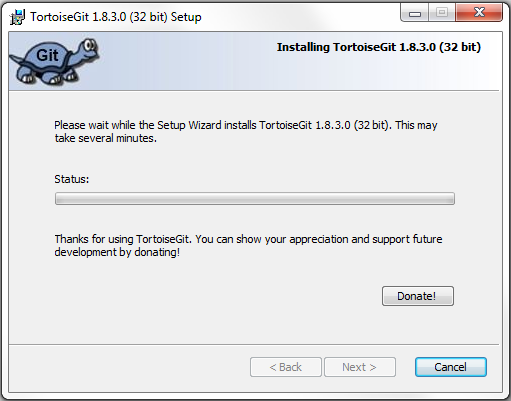 TortoiseGit 1.8.3.0 (32 bit) Setup
Git
Installing TortoiseGit 1.8.3.0 (32 bit)
Please wait while the Setup Wizard installs TortoiseGit 1.8.3.0 (32 bit). This may
take several minutes.
Status:
Thanks for using TortoiseGit. You can show your appreciation and support future
development by donating!
Donate!
< Back
Next >
Cancel